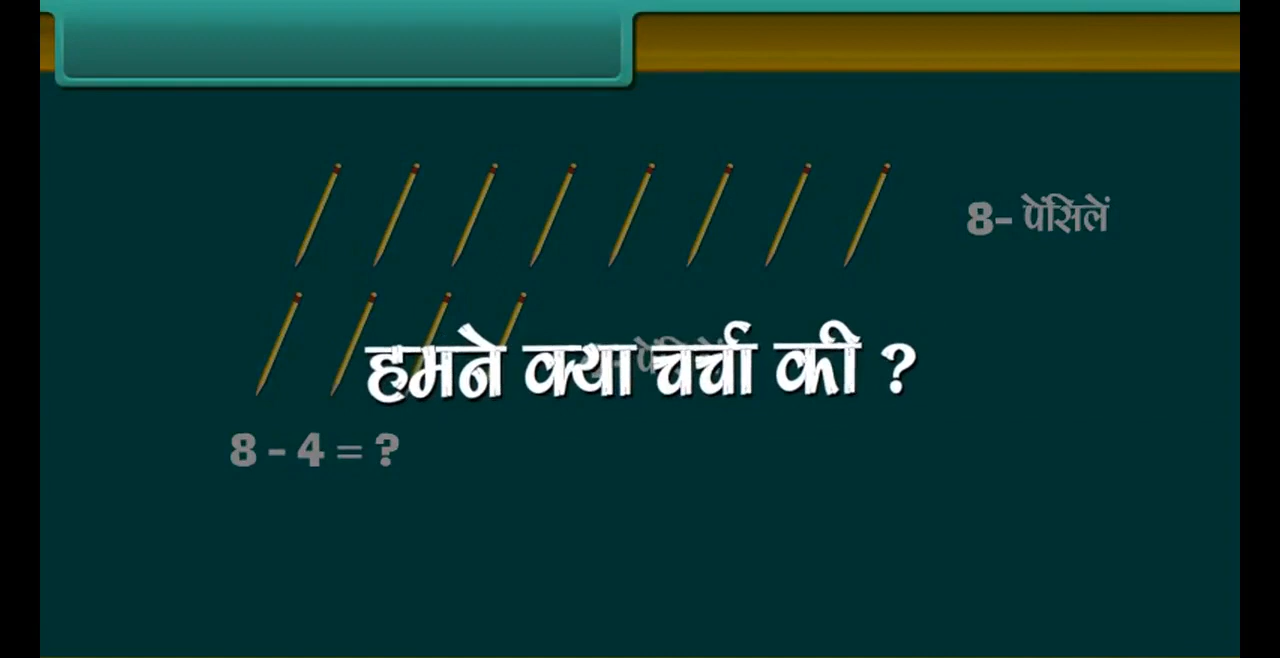 8- पेंसिलें
हमने क्या चर्चा की ?
8 - 4 = ?